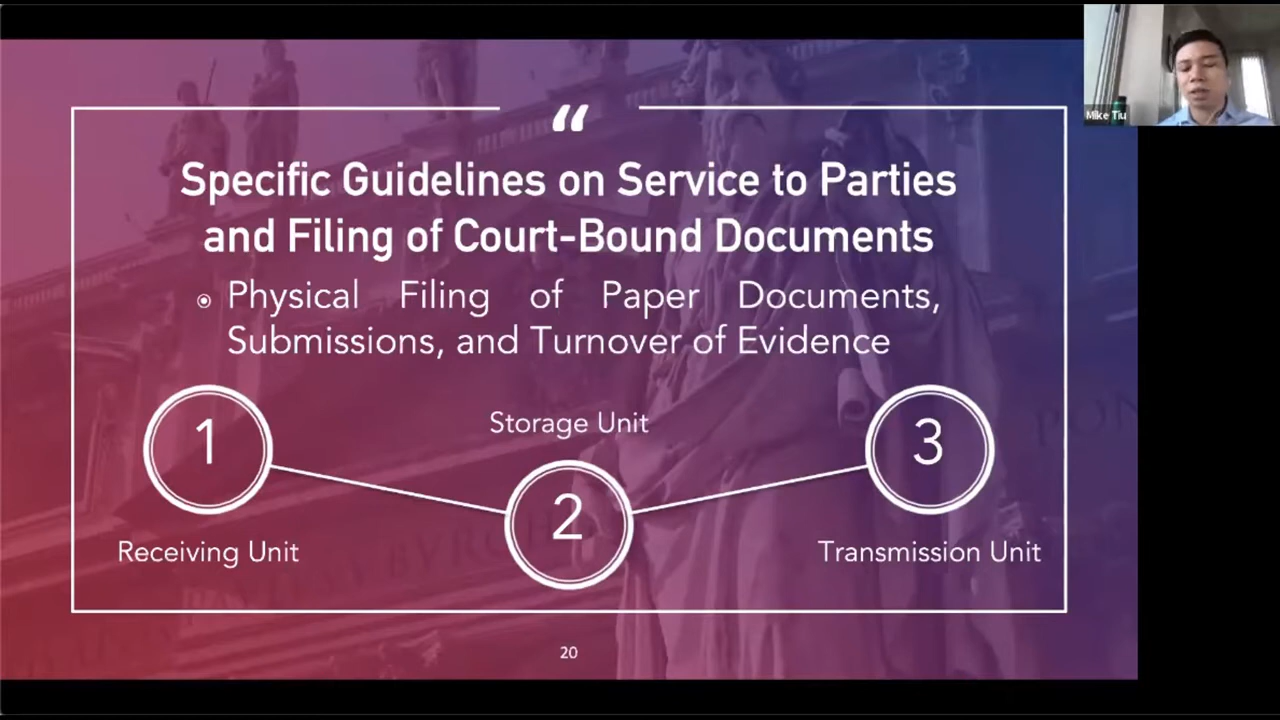 Mike Tiu
“
Specific Guidelines on Service to Parties
and Filing of Court-Bound Documents
Physical Filing of Paper Documents,
Submissions, and Turnover of Evidence
1
Receiving Unit
Storage Unit
2
3
Transmission Unit
20